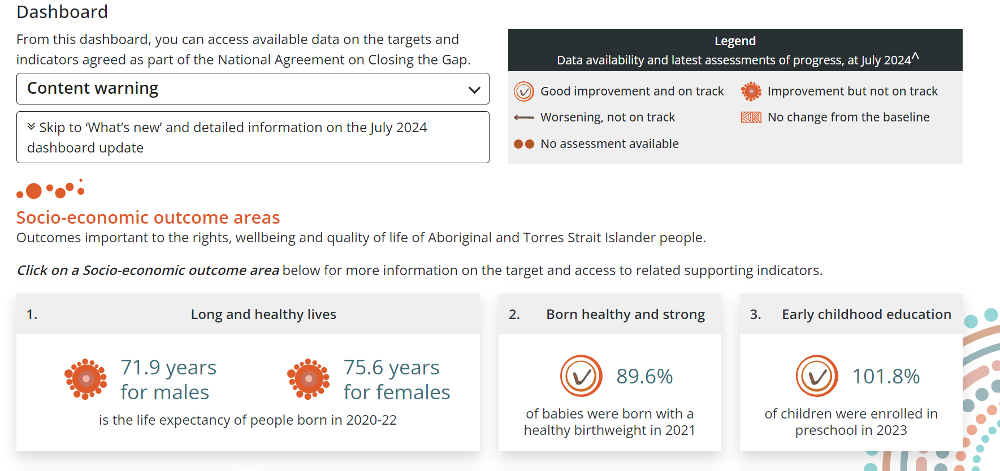 Dashboard
From this dashboard, you can access available data on the targets and
indicators agreed as part of the National Agreement on Closing the Gap.
Content warning
Skip to ‘What’s new’ and detailed information on the July 2024
dashboard update
Legend
Data availability and latest assessments of progress, at July 2024^
Good improvement and on track
Improvement but not on track
Worsening, not on track
No change from the baseline
No assessment available
Socio-economic outcome areas
Outcomes important to the rights, wellbeing and quality of life of Aboriginal and Torres Strait Islander people.
Click on a Socio-economic outcome area below for more information on the target and access to related supporting indicators.
1. Long and healthy lives
71.9 years
for males
75.6 years
for females
is the life expectancy of people born in 2020-22
2. Born healthy and strong
89.6%
of babies were born with a
healthy birthweight in 2021
3. Early childhood education
101.8%
of children were enrolled in
preschool in 2023